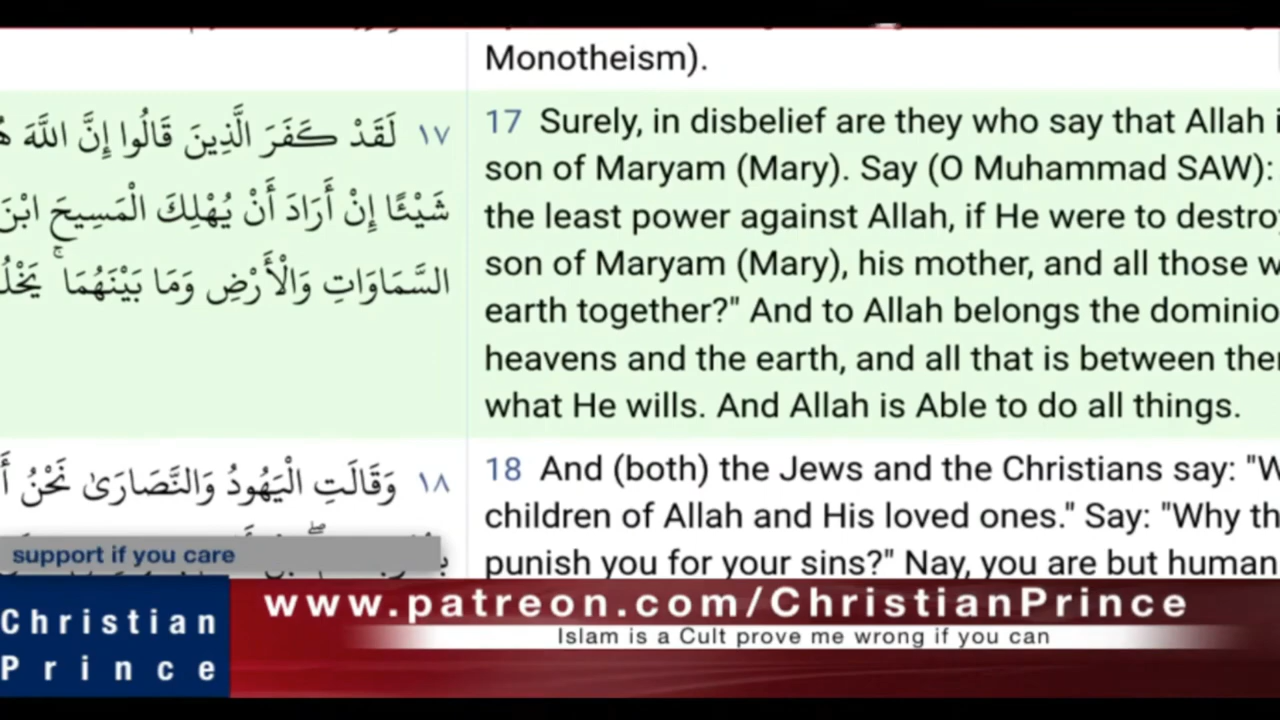 Monotheism).
١٧ لَقَدْ كَفَرَ الَّذِينَ قَالُوا إِنَّ اللَّهَ
شَيْئًا إِنْ أَرَادَ أَنْ يُهْلِكَ الْمَسِيحَ ابْنَ
السَّمَاوَاتِ وَالْأَرْضِ وَمَا بَيْنَهُمَا ۚ
17 Surely, in disbelief are they who say that Allah
son of Maryam (Mary). Say (O Muhammad SAW):
the least power against Allah, if He were to destro
son of Maryam (Mary), his mother, and all those w
earth together?" And to Allah belongs the dominio
heavens and the earth, and all that is between the
what He wills. And Allah is Able to do all things.
١٨ وَقَالَتِ الْيَهُودُ وَالنَّصَارَىٰ نَحْنُ
18 And (both) the Jews and the Christians say: "W
children of Allah and His loved ones." Say: "Why th
punish you for your sins?" Nay, you are but human
support if you care
Christian
Prince
www.patreon.com/ChristianPrince
Islam is a Cult prove me wrong if you can